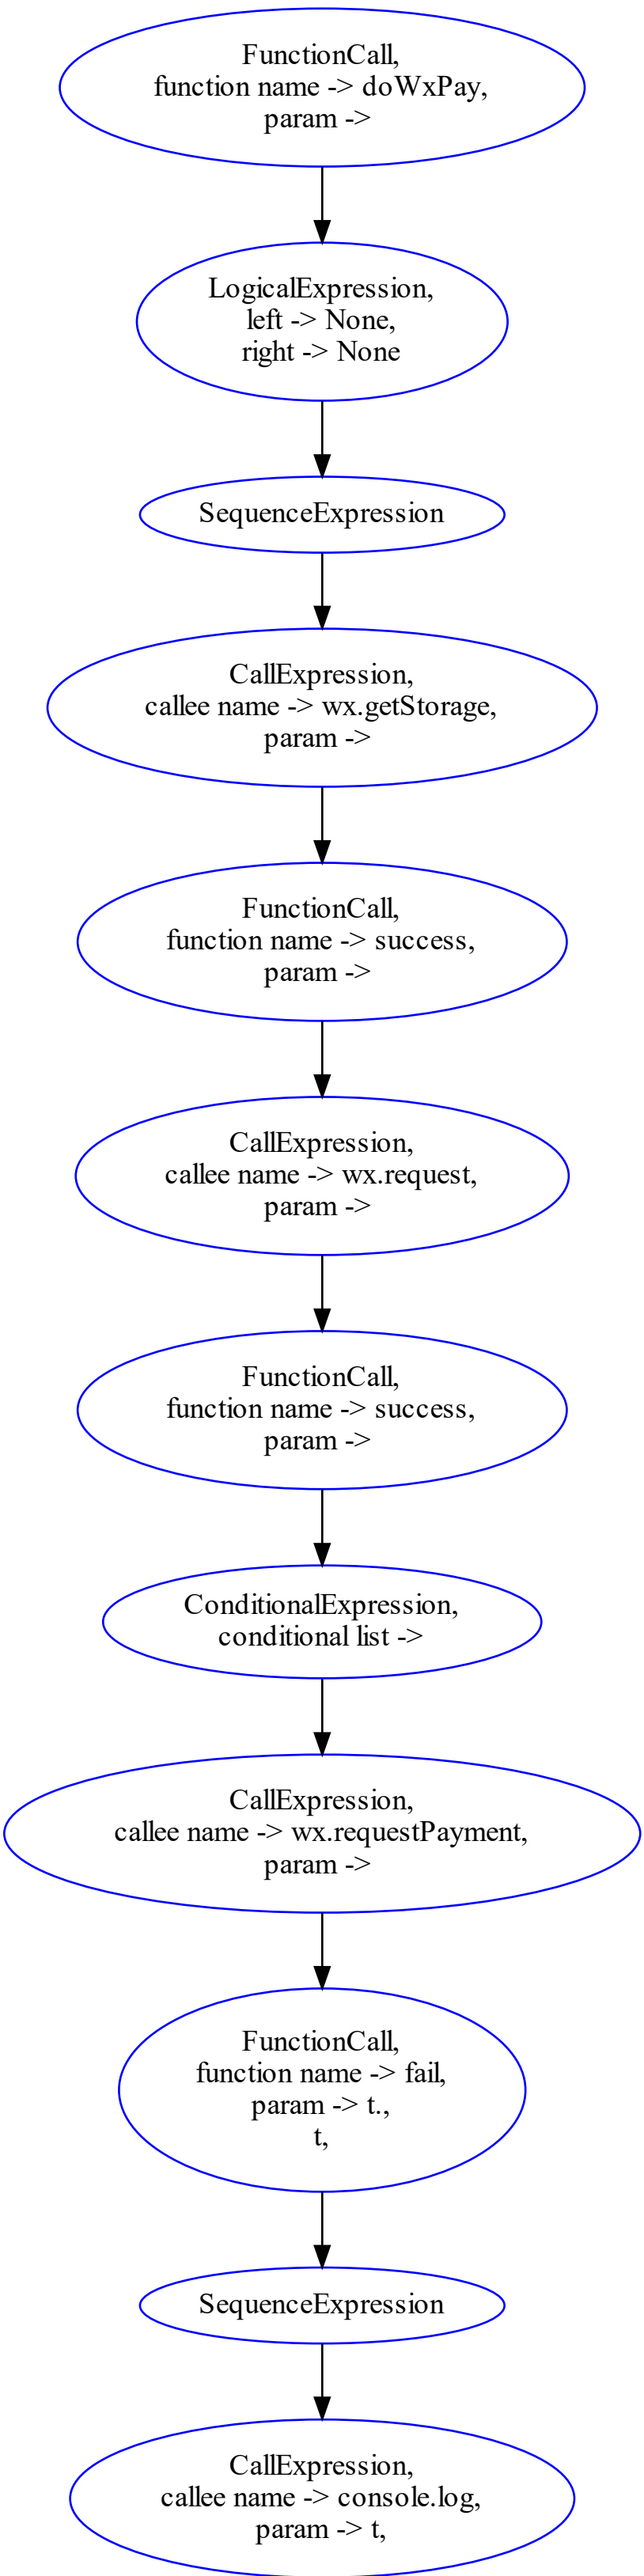 FunctionCall,
function name -> doWxPay,
param ->
LogicalExpression,
left -> None,
right -> None
SequenceExpression
CallExpression,
callee name -> wx.getStorage,
param ->
FunctionCall,
function name -> success,
param ->
CallExpression,
callee name -> wx.request,
param ->
FunctionCall,
function name -> success,
param ->
ConditionalExpression,
conditional list ->
CallExpression,
callee name -> wx.requestPayment,
param ->
FunctionCall,
function name -> fail,
param -> t.,
t,
SequenceExpression
CallExpression,
callee name -> console.log,
param -> t,